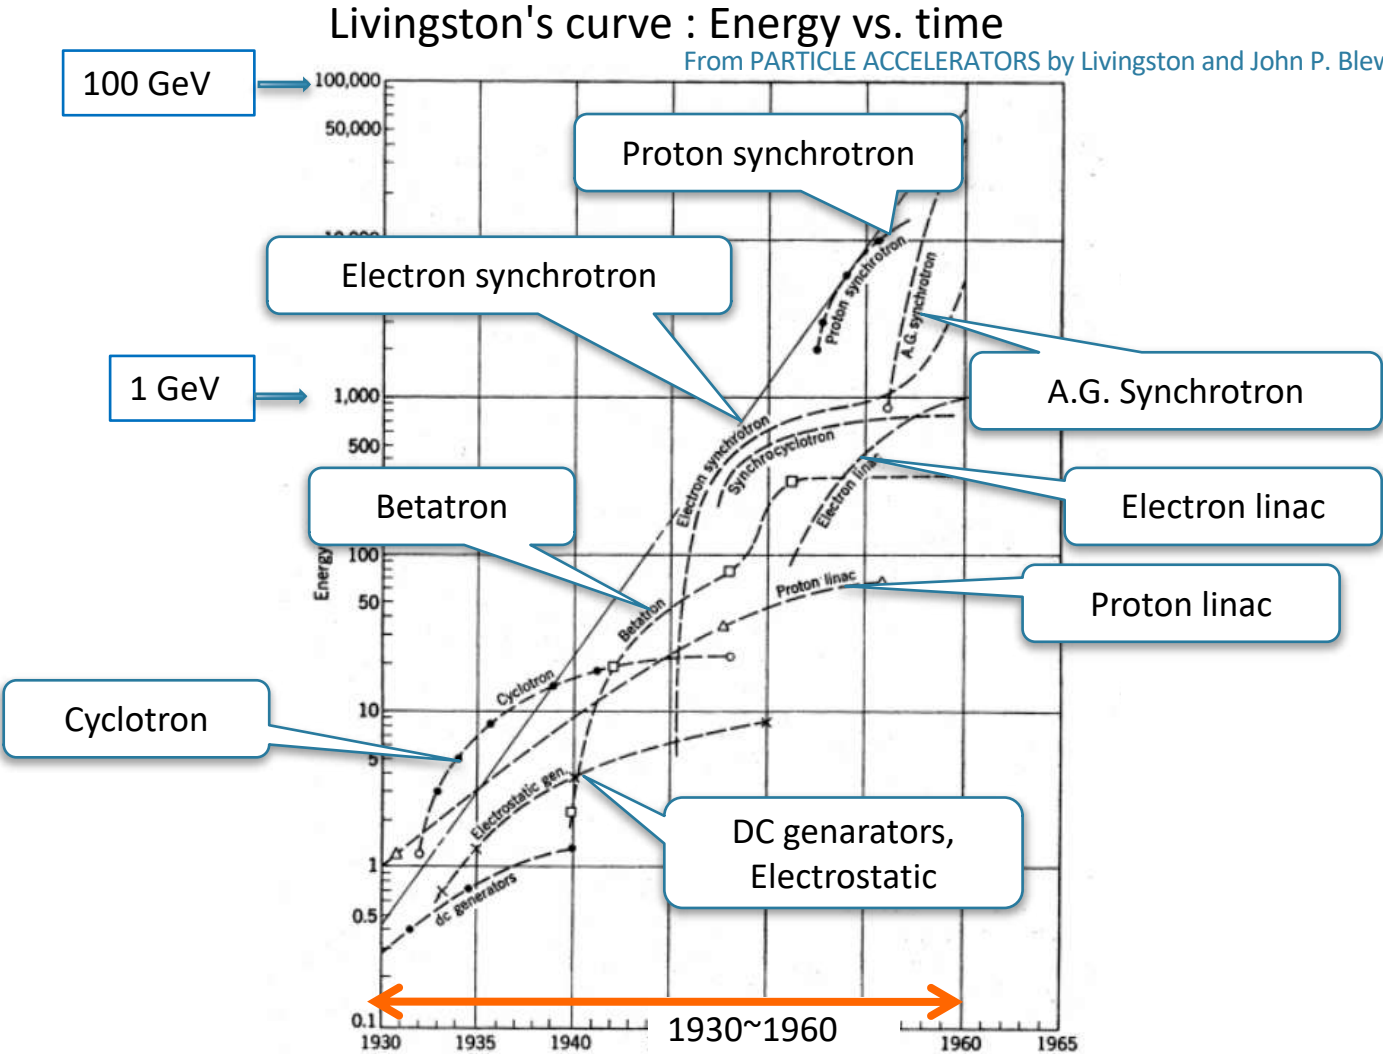 Livingston's curve : Energy vs. time
From PARTICLE ACCELERATORS by Livingston and John P. Blew
100 GeV
100,000
50,000
Proton synchrotron
Electron synchrotron
Proton synchrotron
A.G. synchrotron
1 GeV
1,000
A.G. Synchrotron
500
Electron synchrotron
Synchrocyclotron
Electron linac
Betatron
Electron linac
100
Energy
50
Proton linac
Proton linac
Betatron
Cyclotron
Cyclotron
10
5
Electrostatic gen.
DC genarators,
Electrostatic
1
0.5
dc generators
0.1
1930~1960
1930
1935
1940
1960
1965